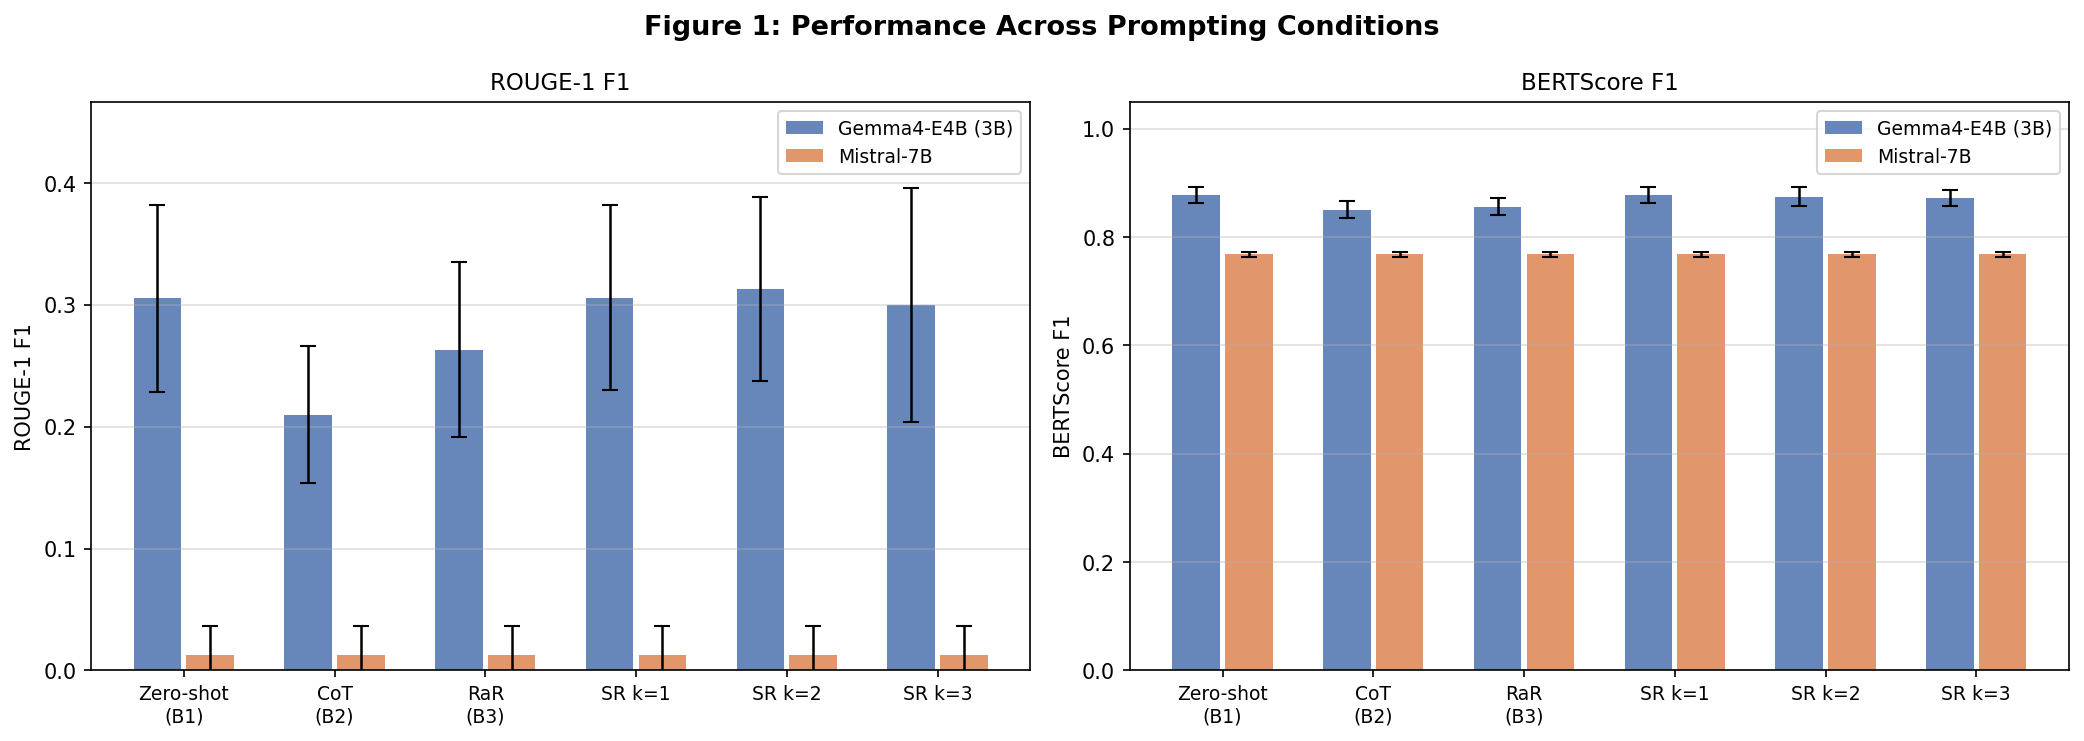 Figure 1: Performance Across Prompting Conditions
ROUGE-1 F1
Gemma4-E4B (3B)
Mistral-7B
ROUGE-1 F1
0.4
0.3
0.2
0.1
0.0
Zero-shot
(B1)
CoT
(B2)
RaR
(B3)
SR k=1
SR k=2
SR k=3
BERTScore F1
Gemma4-E4B (3B)
Mistral-7B
BERTScore F1
1.0
0.8
0.6
0.4
0.2
0.0
Zero-shot
(B1)
CoT
(B2)
RaR
(B3)
SR k=1
SR k=2
SR k=3